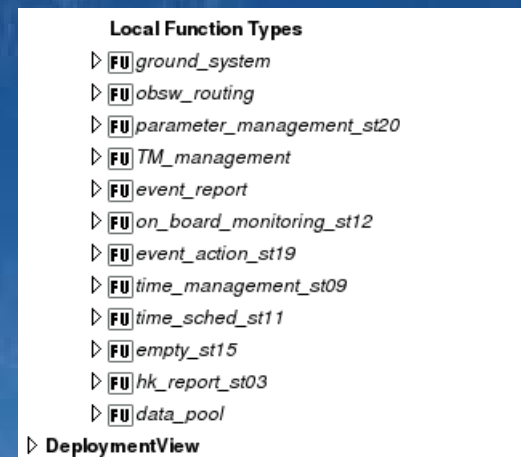 Local Function Types
FU ground_system
FU obsw_routing
FU parameter_management_st20
FU TM_management
FU event_report
FU on_board_monitoring_st12
FU event_action_st19
FU time_management_st09
FU time_sched_st11
FU empty_st15
FU hk_report_st03
FU data_pool
DeploymentView